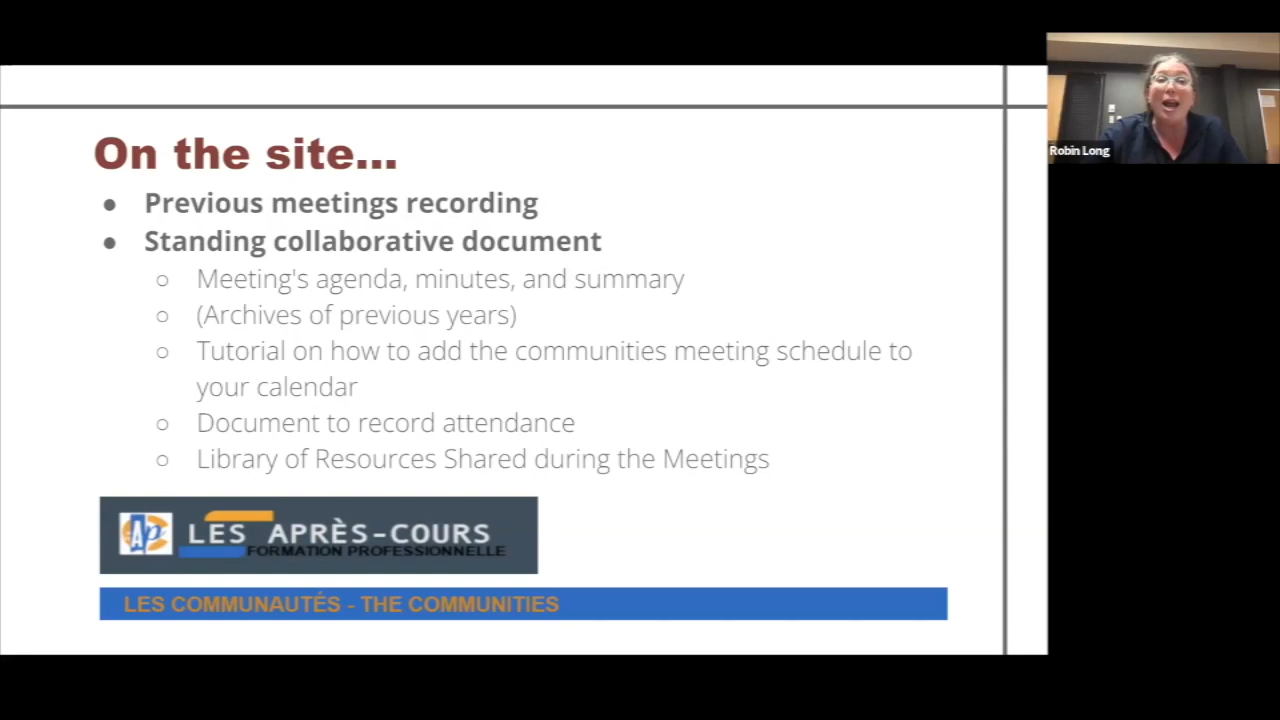 On the site...
● Previous meetings recording
● Standing collaborative document
○ Meeting's agenda, minutes, and summary
○ (Archives of previous years)
○ Tutorial on how to add the communities meeting schedule to
your calendar
○ Document to record attendance
○ Library of Resources Shared during the Meetings
Ap LES APRÈS-COURS
FORMATION PROFESSIONNELLE
LES COMMUNAUTÉS - THE COMMUNITIES
Robin Long